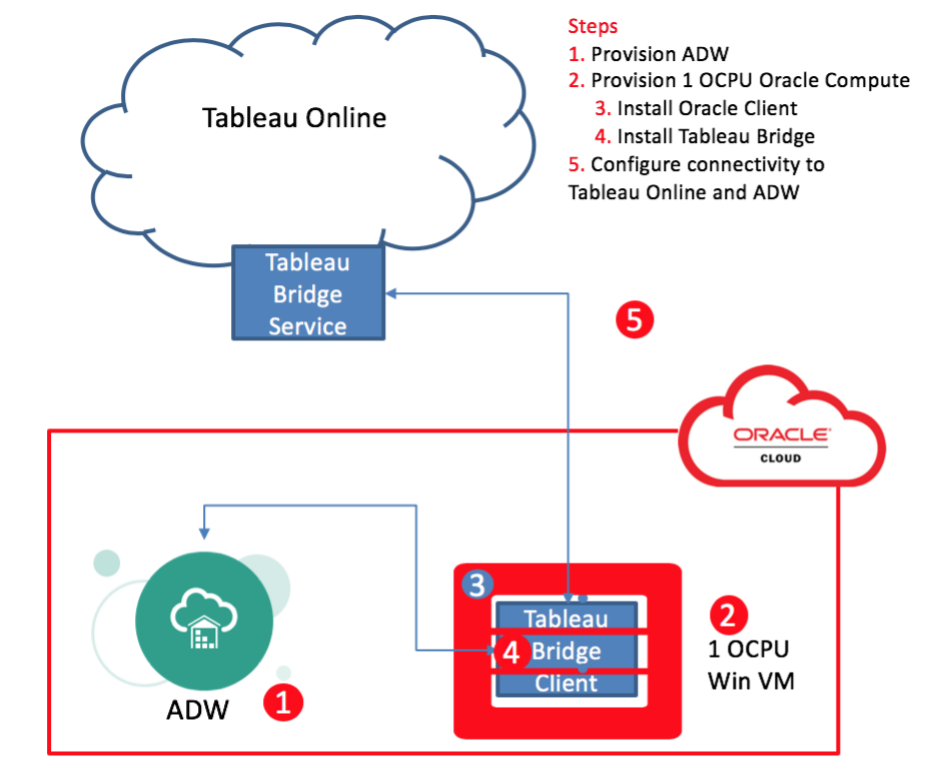 Steps
1. Provision ADW
2. Provision 1 OCPU Oracle Compute
3. Install Oracle Client
4. Install Tableau Bridge
5. Configure connectivity to
Tableau Online and ADW
Tableau Online
Tableau
Bridge
Service
5
ORACLE
CLOUD
3
Tableau
4 Bridge
Client
2
1 OCPU
Win VM
ADW
1